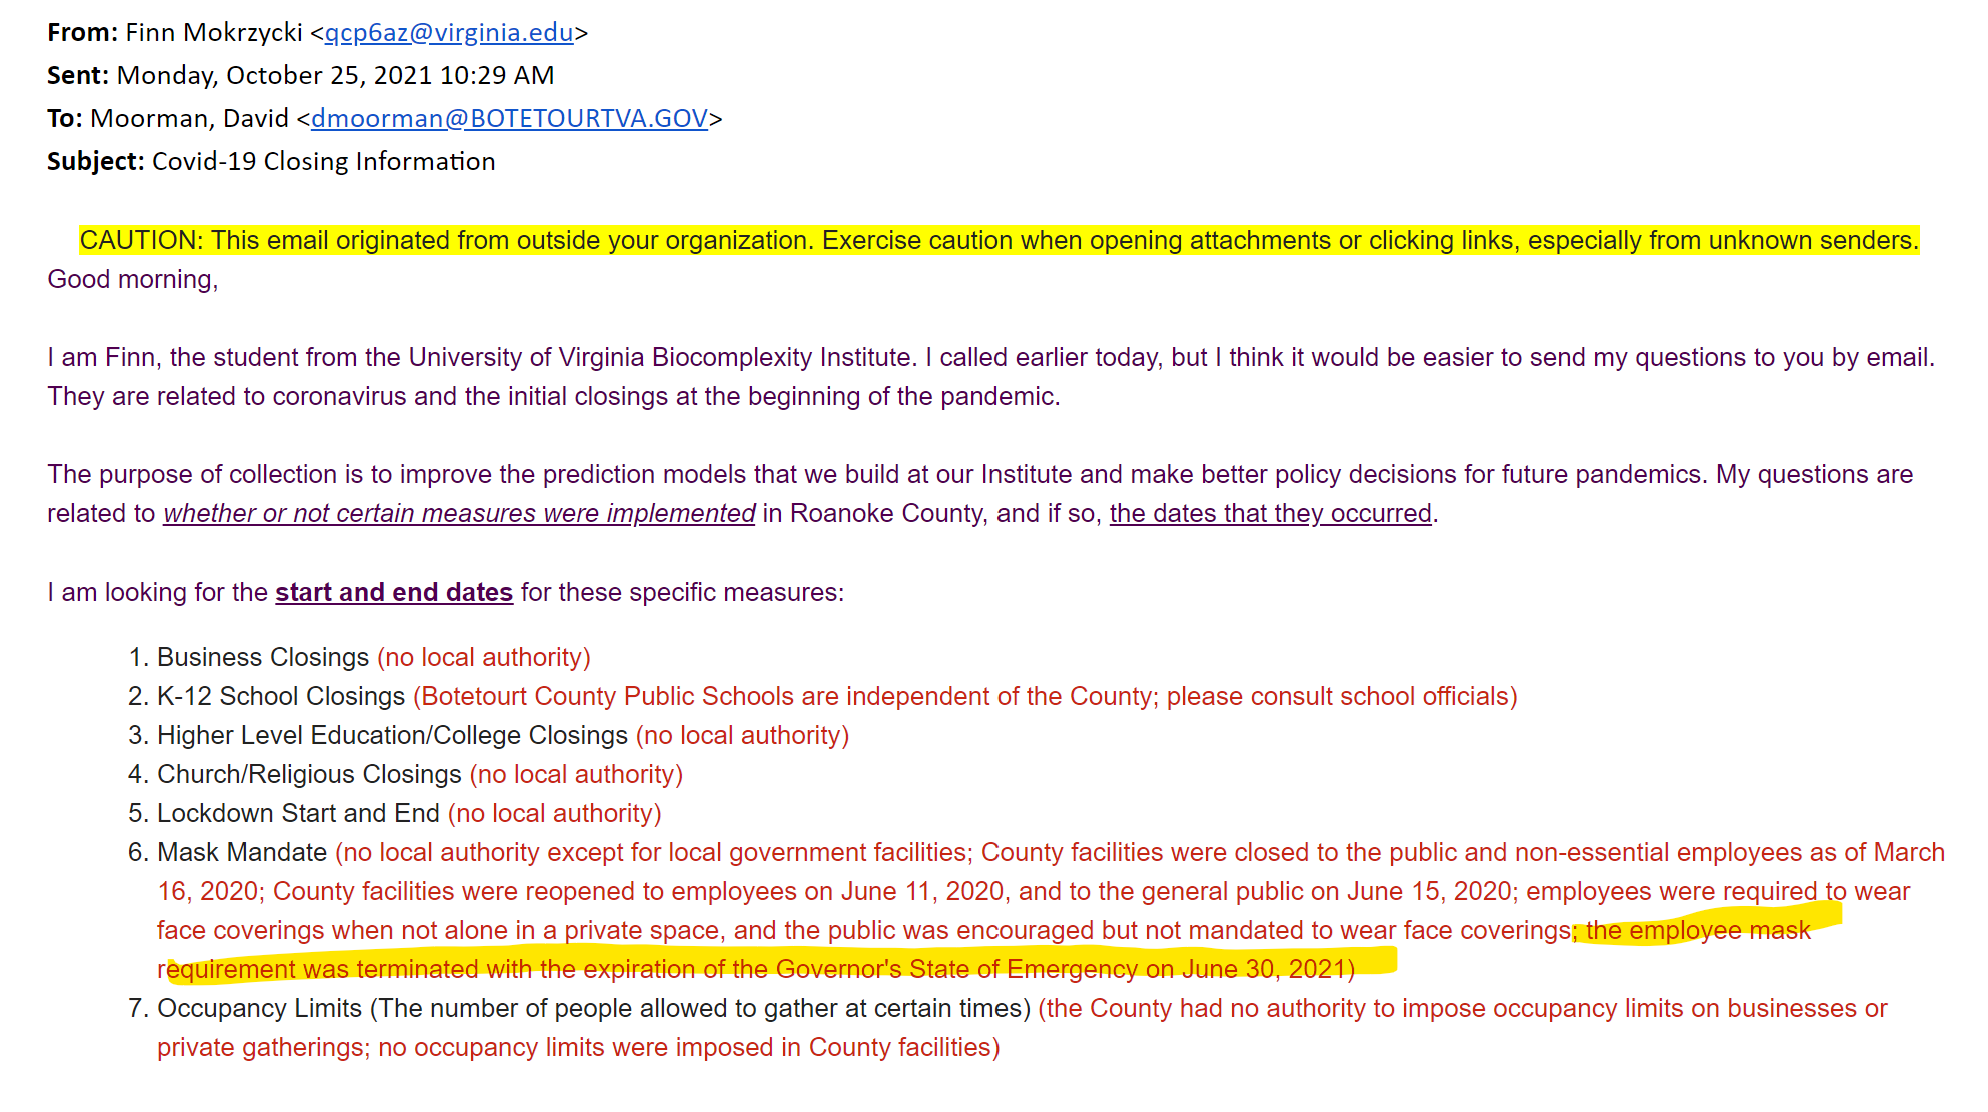 From: Finn Mokrzycki <qcp6az@virginia.edu>
Sent: Monday, October 25, 2021 10:29 AM
To: Moorman, David <dmoorman@BOTETOURTVA.GOV>
Subject: Covid-19 Closing Information
CAUTION: This email originated from outside your organization. Exercise caution when opening attachments or clicking links, especially from unknown senders.
Good morning,
I am Finn, the student from the University of Virginia Biocomplexity Institute. I called earlier today, but I think it would be easier to send my questions to you by email.
They are related to coronavirus and the initial closings at the beginning of the pandemic.
The purpose of collection is to improve the prediction models that we build at our Institute and make better policy decisions for future pandemics. My questions are
related to whether or not certain measures were implemented in Roanoke County, and if so, the dates that they occurred.
I am looking for the start and end dates for these specific measures:
1. Business Closings (no local authority)
2. K-12 School Closings (Botetourt County Public Schools are independent of the County; please consult school officials)
3. Higher Level Education/College Closings (no local authority)
4. Church/Religious Closings (no local authority)
5. Lockdown Start and End (no local authority)
6. Mask Mandate (no local authority except for local government facilities; County facilities were closed to the public and non-essential employees as of March
16, 2020; County facilities were reopened to employees on June 11, 2020, and to the general public on June 15, 2020; employees were required to wear
face coverings when not alone in a private space, and the public was encouraged but not mandated to wear face coverings; the employee mask
requirement was terminated with the expiration of the Governor's State of Emergency on June 30, 2021)
7. Occupancy Limits (The number of people allowed to gather at certain times) (the County had no authority to impose occupancy limits on businesses or
private gatherings; no occupancy limits were imposed in County facilities)